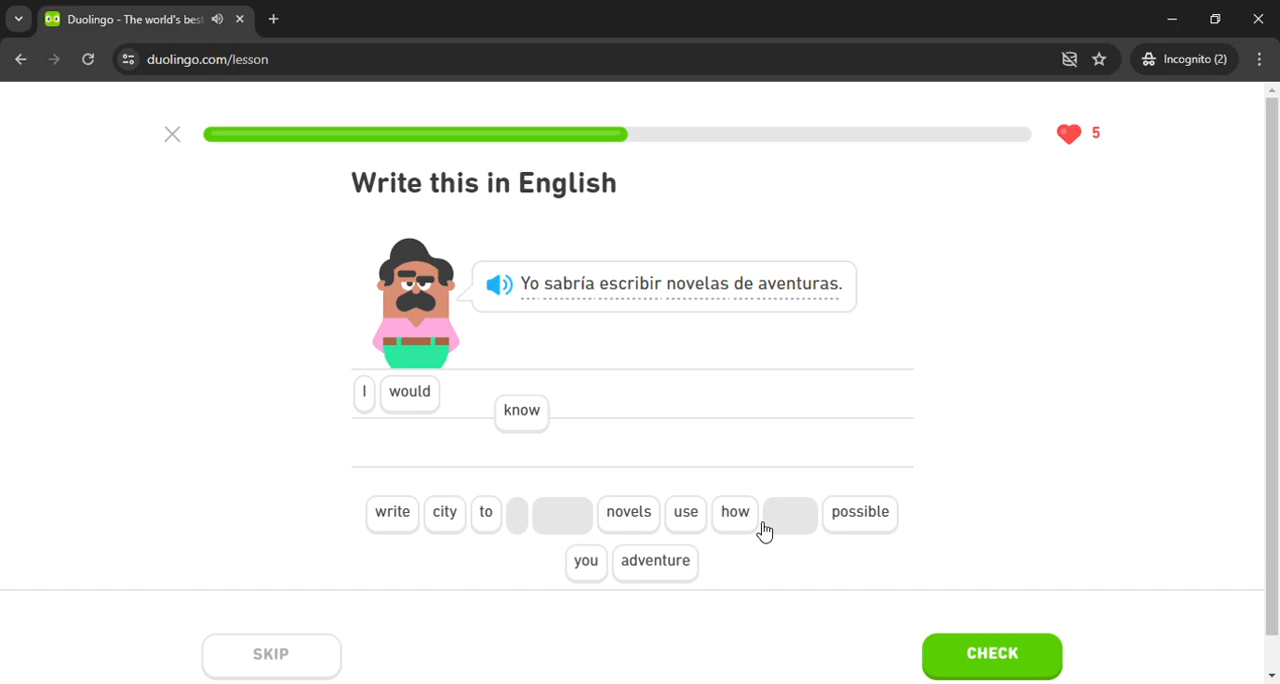 Duolingo - The world's bes
duolingo.com/lesson
Incognito (2)
5
Write this in English
Yo sabría escribir novelas de aventuras.
I would
know
write city to novels use how possible
you adventure
SKIP
CHECK